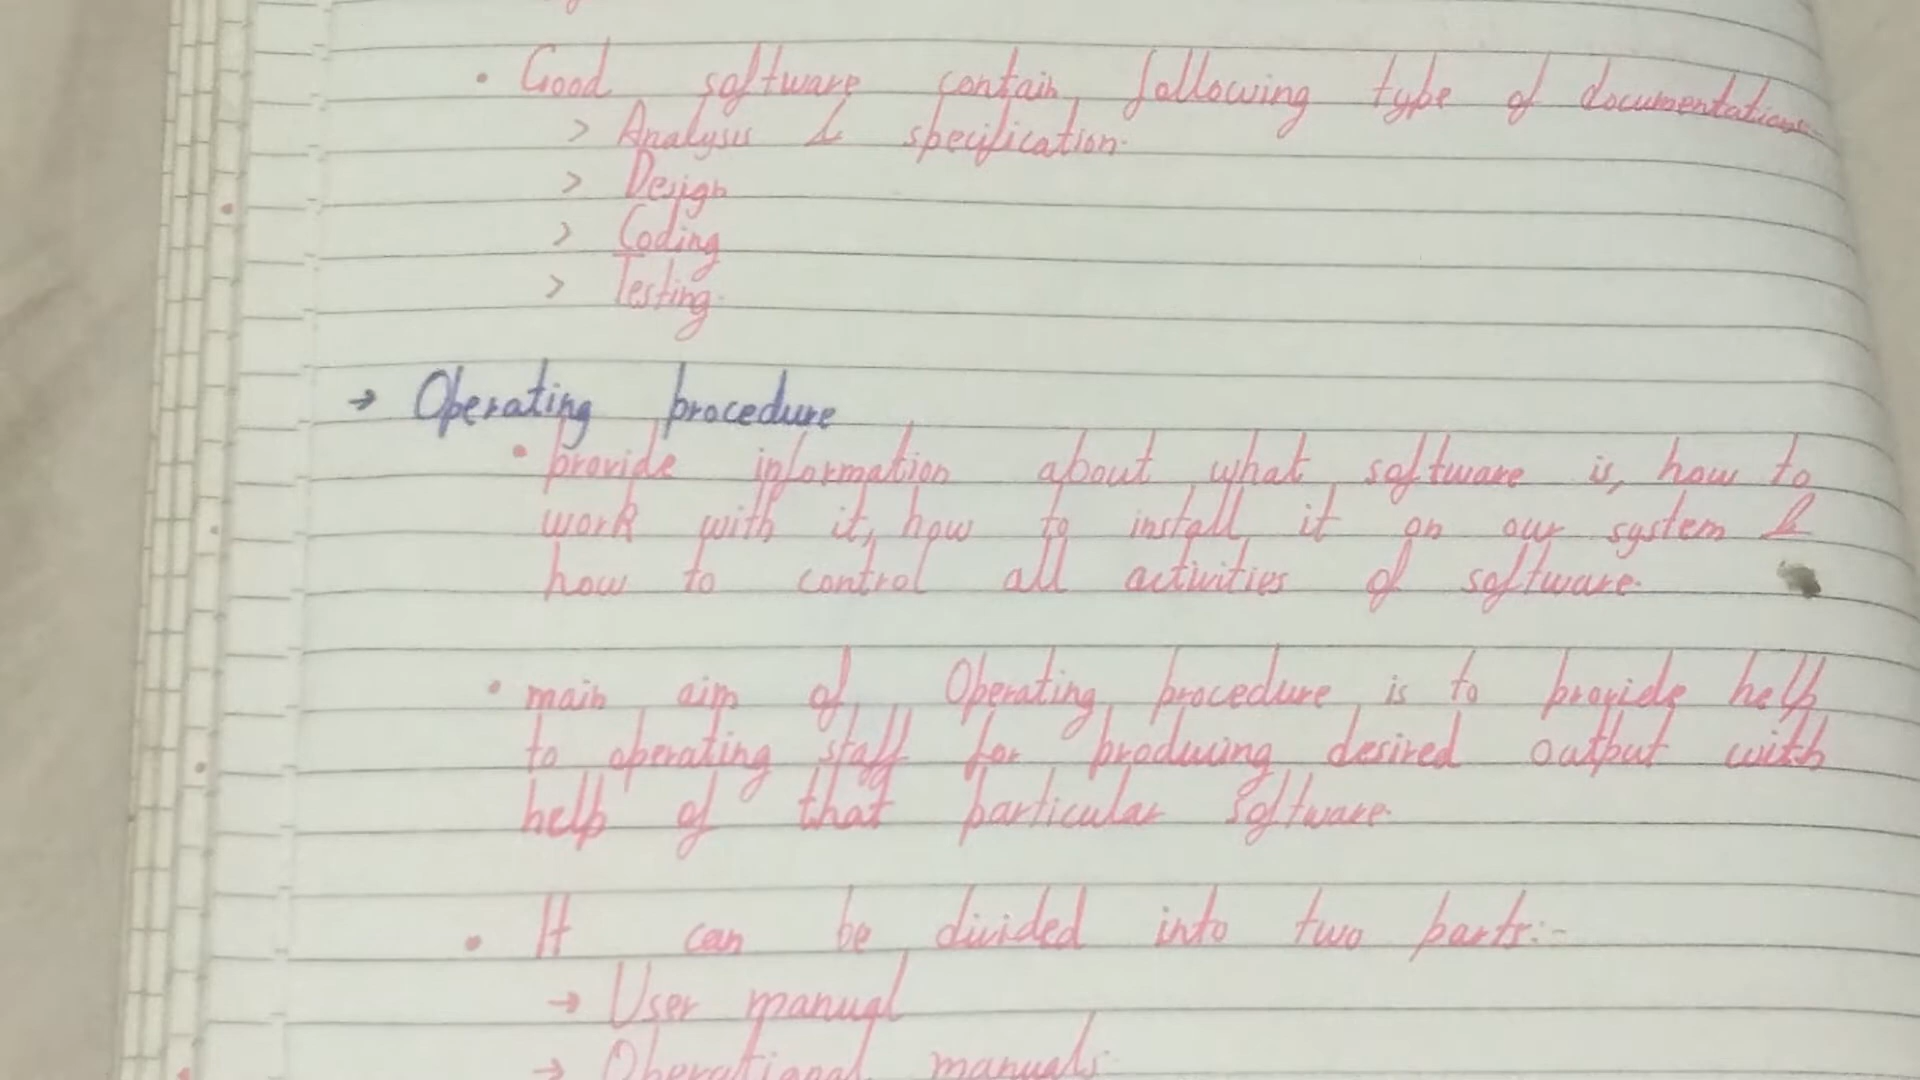 • Good software contain following type of documentations
> Analysis & specification.
> Design
> Coding
> Testing.
→ Operating procedure
• provide information about what software is, how to
work with it, how to install it on our system &
how to control all activities of software.
• main aim of Operating procedure is to provide help
to operating staff for producing desired output with
help of that particular software.
• It can be divided into two parts:-
→ User manual
→ Operational manuals.